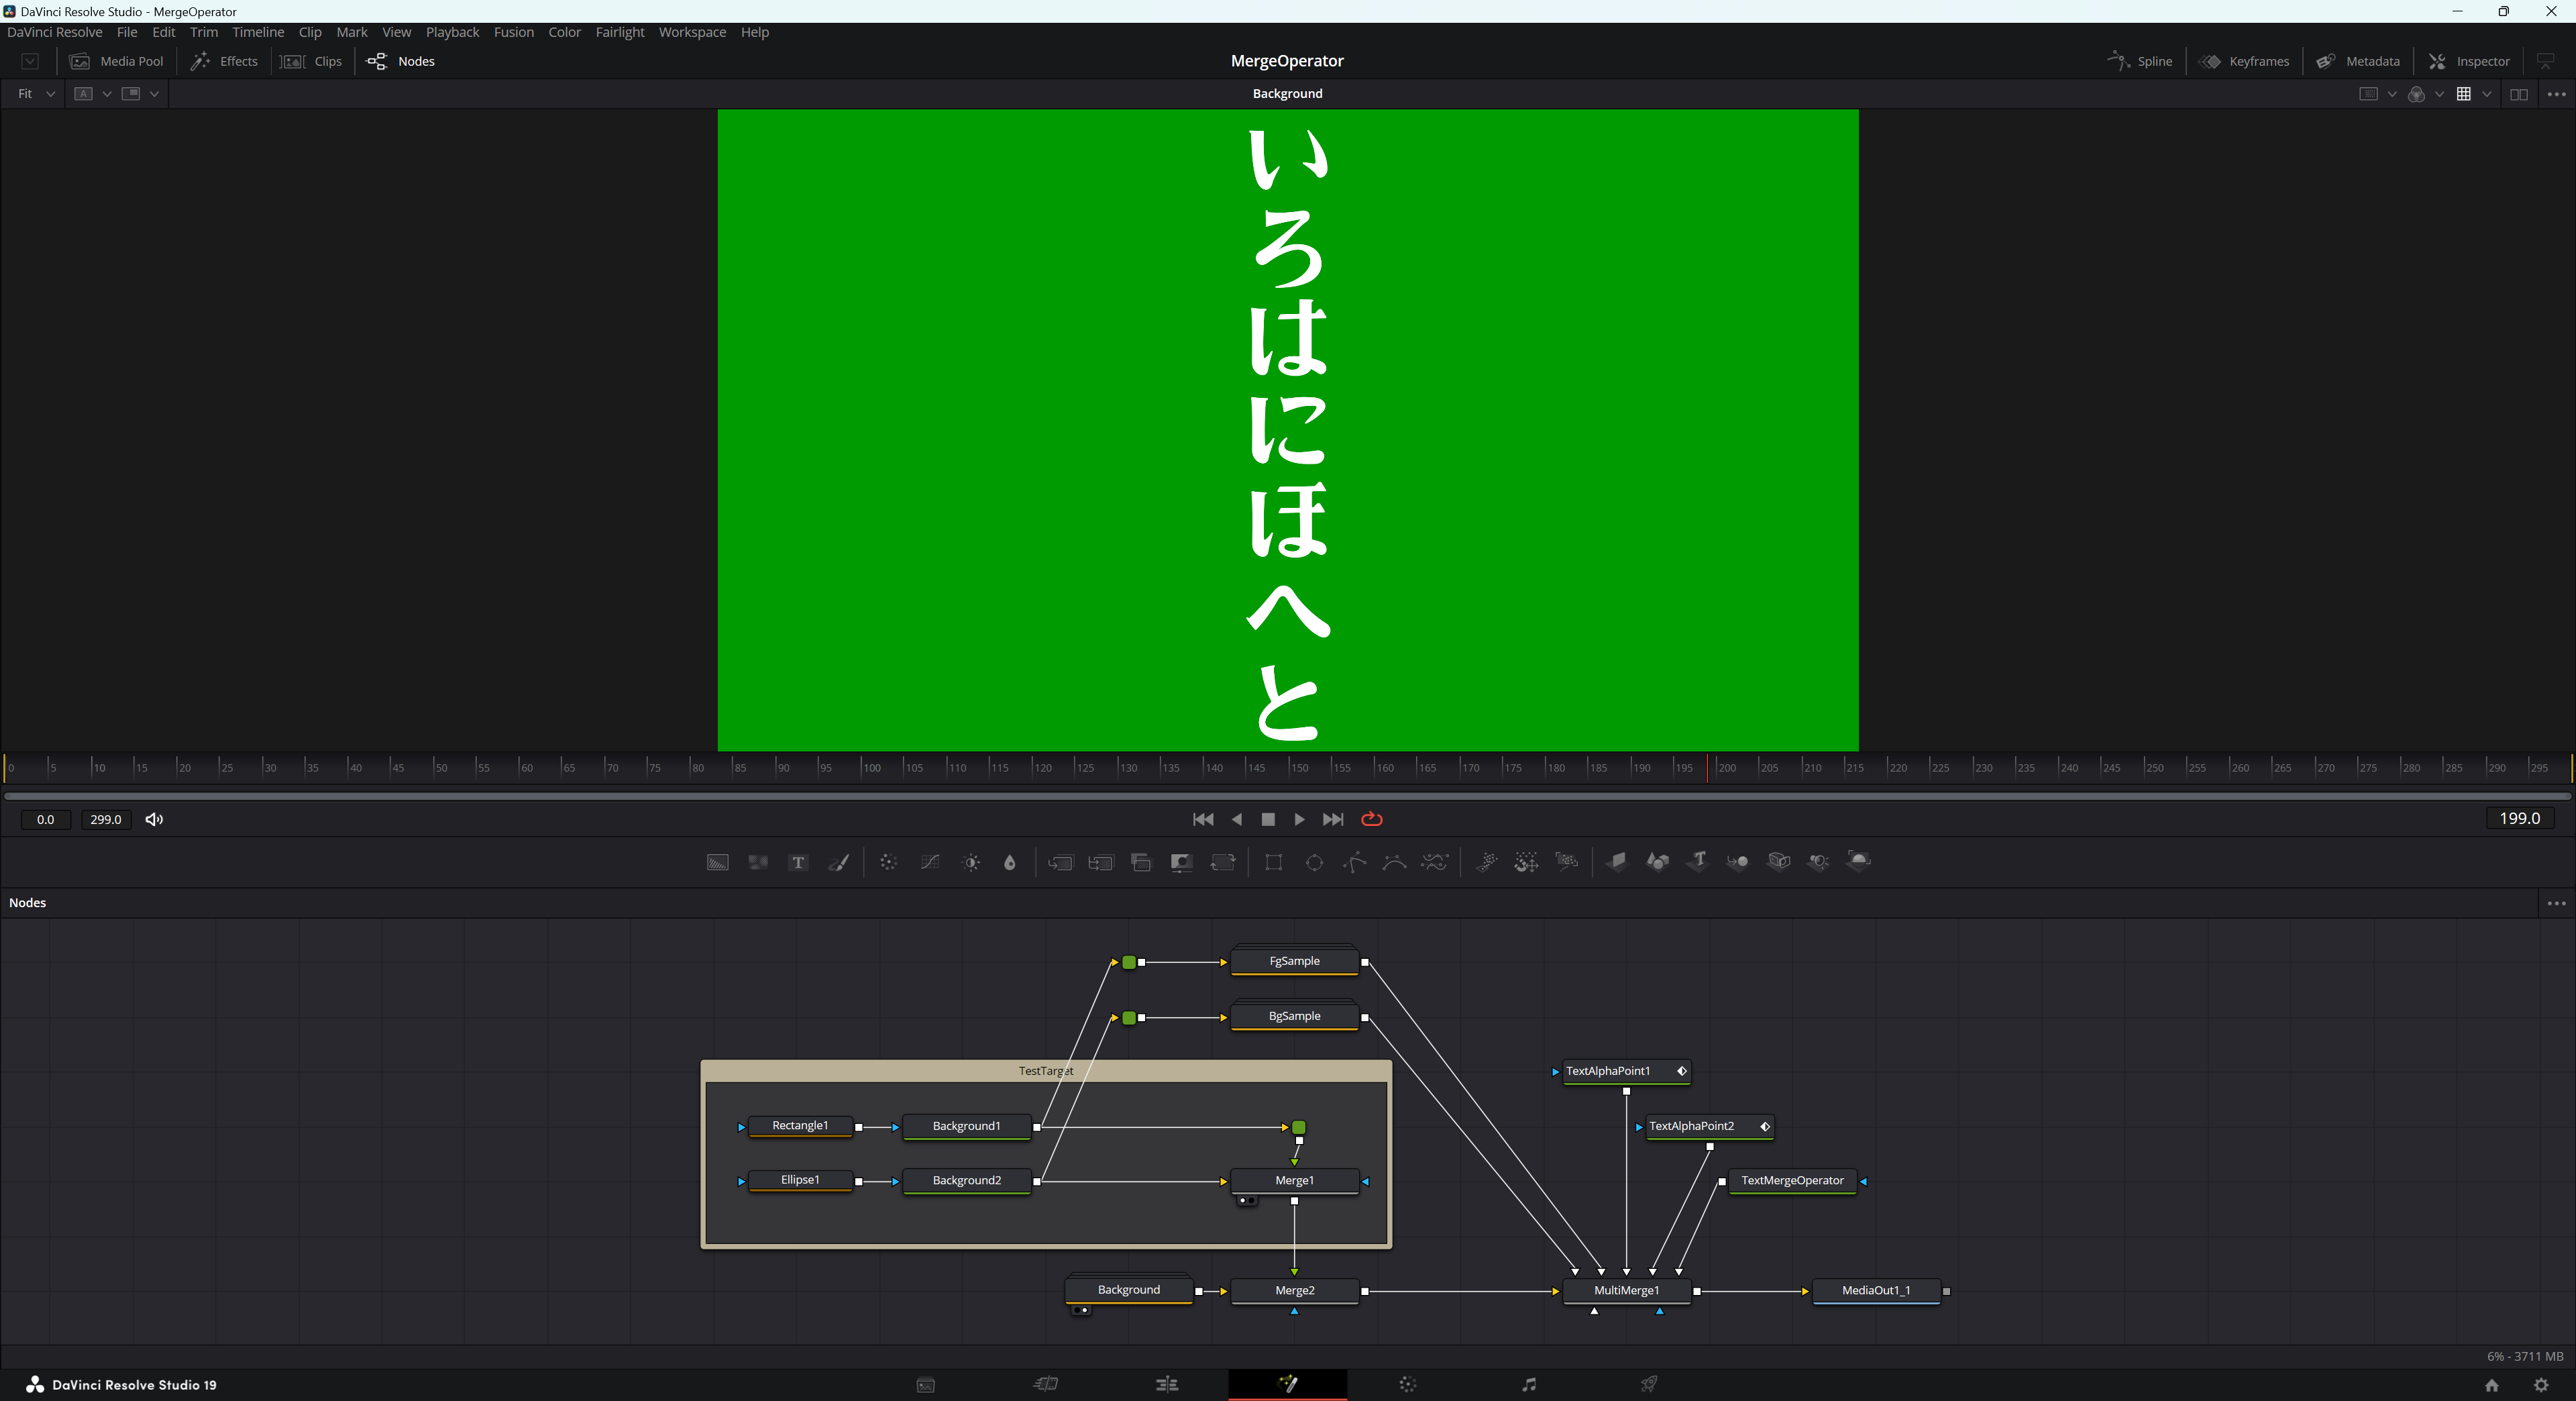 DaVinci Resolve Studio - MergeOperator
DaVinci Resolve File Edit Trim Timeline Clip Mark View Playback Fusion Color Fairlight Workspace Help
Media Pool Effects Clips Nodes MergeOperator Spline Keyframes Metadata Inspector
Fit A Background
いろはにほへと
0 5 10 15 20 25 30 35 40 45 50 55 60 65 70 75 80 85 90 95 100 105 110 115 120 125 130 135 140 145 150 155 160 165 170 175 180 185 190 195 200 205 210 215 220 225 230 235 240 245 250 255 260 265 270 275 280 285 290 295
0.0 299.0 199.0
T T
Nodes
FgSample
BgSample
TestTarget TextAlphaPoint1
Rectangle1 Background1 TextAlphaPoint2
Ellipse1 Background2 Merge1 TextMergeOperator
Background Merge2 MultiMerge1 MediaOut1_1
6% - 3711 MB
DaVinci Resolve Studio 19